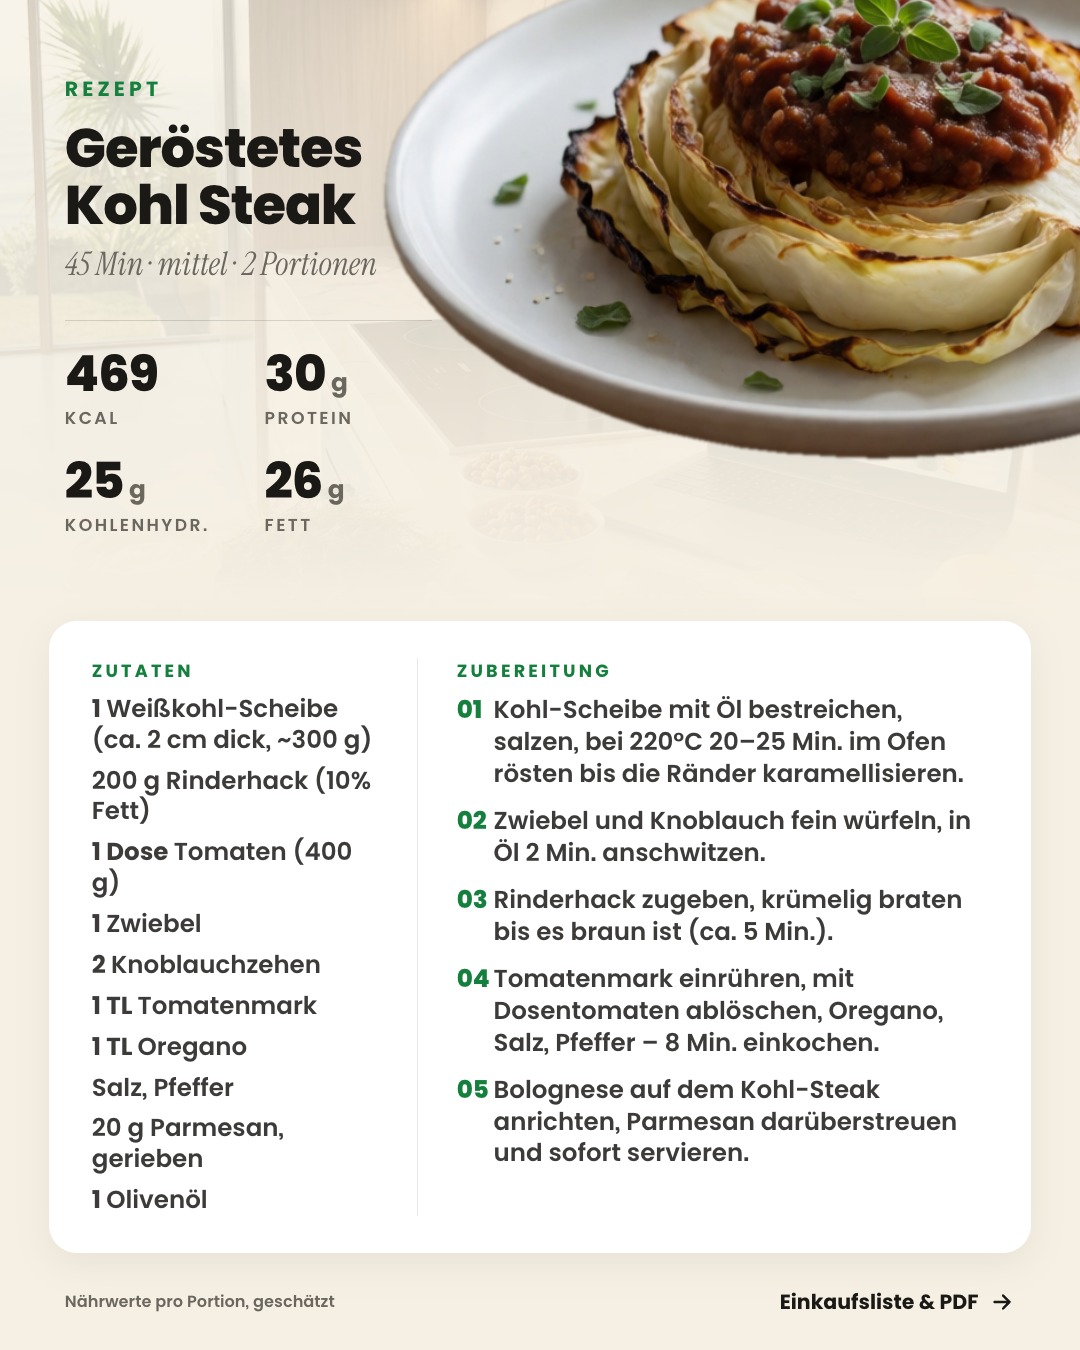 REZEPT
Geröstetes
Kohl Steak
45 Min · mittel · 2 Portionen
469
KCAL
30 g
PROTEIN
25 g
KOHLENHYDR.
26 g
FETT
ZUTATEN
1 Weißkohl-Scheibe
(ca. 2 cm dick, ~300 g)
200 g Rinderhack (10%
Fett)
1 Dose Tomaten (400
g)
1 Zwiebel
2 Knoblauchzehen
1 TL Tomatenmark
1 TL Oregano
Salz, Pfeffer
20 g Parmesan,
gerieben
1 Olivenöl
ZUBEREITUNG
01 Kohl-Scheibe mit Öl bestreichen,
salzen, bei 220°C 20–25 Min. im Ofen
rösten bis die Ränder karamellisieren.
02 Zwiebel und Knoblauch fein würfeln, in
Öl 2 Min. anschwitzen.
03 Rinderhack zugeben, krümelig braten
bis es braun ist (ca. 5 Min.).
04 Tomatenmark einrühren, mit
Dosentomaten ablöschen, Oregano,
Salz, Pfeffer – 8 Min. einkochen.
05 Bolognese auf dem Kohl-Steak
anrichten, Parmesan darüberstreuen
und sofort servieren.
Nährwerte pro Portion, geschätzt
Einkaufsliste & PDF →